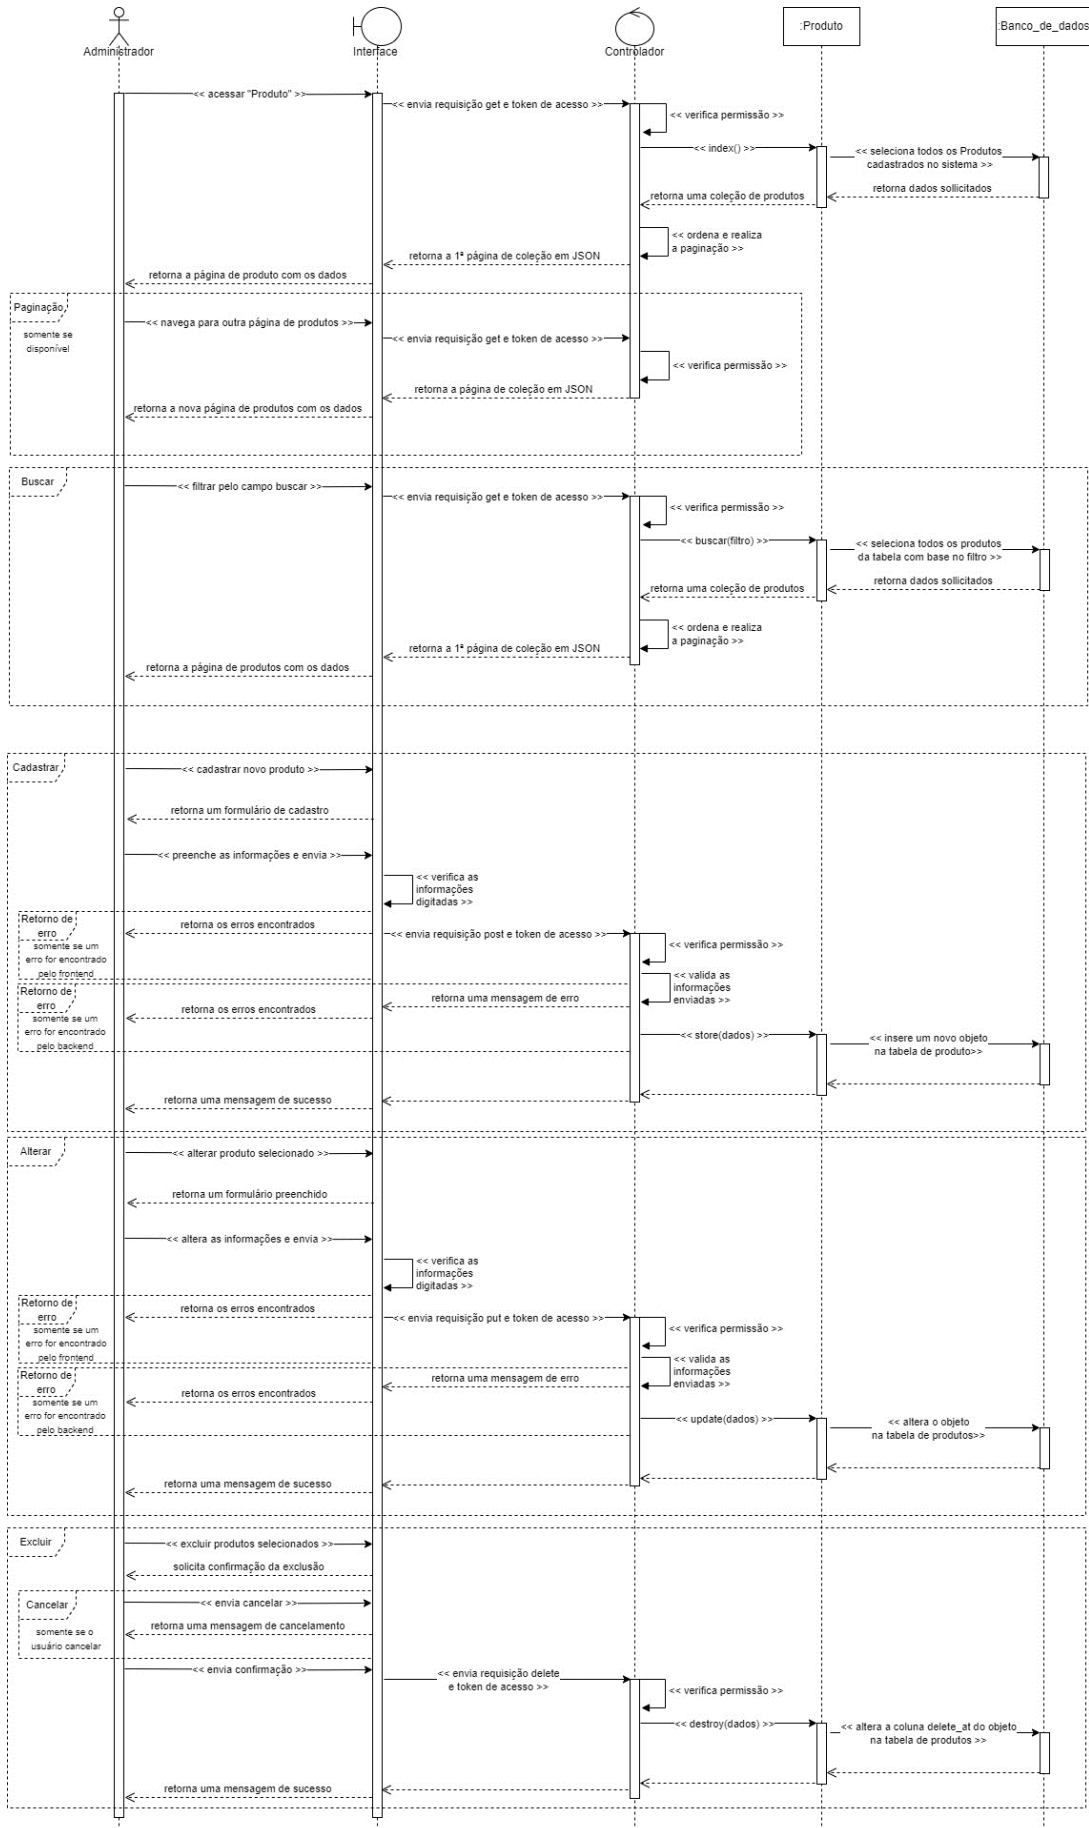 Administrador
Interface
Controlador
:Produto
:Banco_de_dados
<< acessar "Produto" >>
<< envia requisição get e token de acesso >>
<< verifica permissão >>
<< index() >>
<< seleciona todos os Produtos
cadastrados no sistema >>
retorna dados sollicitados
retorna uma coleção de produtos
<< ordena e realiza
a paginação >>
retorna a 1ª página de coleção em JSON
retorna a página de produto com os dados
Paginação
somente se
disponível
<< navega para outra página de produtos >>
<< envia requisição get e token de acesso >>
<< verifica permissão >>
retorna a página de coleção em JSON
retorna a nova página de produtos com os dados
Buscar
<< filtrar pelo campo buscar >>
<< envia requisição get e token de acesso >>
<< verifica permissão >>
<< buscar(filtro) >>
<< seleciona todos os produtos
da tabela com base no filtro >>
retorna dados sollicitados
retorna uma coleção de produtos
<< ordena e realiza
a paginação >>
retorna a 1ª página de coleção em JSON
retorna a página de produtos com os dados
Cadastrar
<< cadastrar novo produto >>
retorna um formulário de cadastro
<< preenche as informações e envia >>
<< verifica as
informações
digitadas >>
Retorno de
erro
somente se um
erro for encontrado
pelo frontend
retorna os erros encontrados
<< envia requisição post e token de acesso >>
<< verifica permissão >>
<< valida as
informações
enviadas >>
Retorno de
erro
somente se um
erro for encontrado
pelo backend
retorna uma mensagem de erro
retorna os erros encontrados
<< store(dados) >>
<< insere um novo objeto
na tabela de produto>>
retorna uma mensagem de sucesso
Alterar
<< alterar produto selecionado >>
retorna um formulário preenchido
<< altera as informações e envia >>
<< verifica as
informações
digitadas >>
Retorno de
erro
somente se um
erro for encontrado
pelo frontend
retorna os erros encontrados
<< envia requisição put e token de acesso >>
<< verifica permissão >>
<< valida as
informações
enviadas >>
Retorno de
erro
somente se um
erro for encontrado
pelo backend
retorna uma mensagem de erro
retorna os erros encontrados
<< update(dados) >>
<< altera o objeto
na tabela de produtos>>
retorna uma mensagem de sucesso
Excluir
<< excluir produtos selecionados >>
solicita confirmação da exclusão
Cancelar
somente se o
usuário cancelar
<< envia cancelar >>
retorna uma mensagem de cancelamento
<< envia confirmação >>
<< envia requisição delete
e token de acesso >>
<< verifica permissão >>
<< destroy(dados) >>
<< altera a coluna delete_at do objeto
na tabela de produtos >>
retorna uma mensagem de sucesso